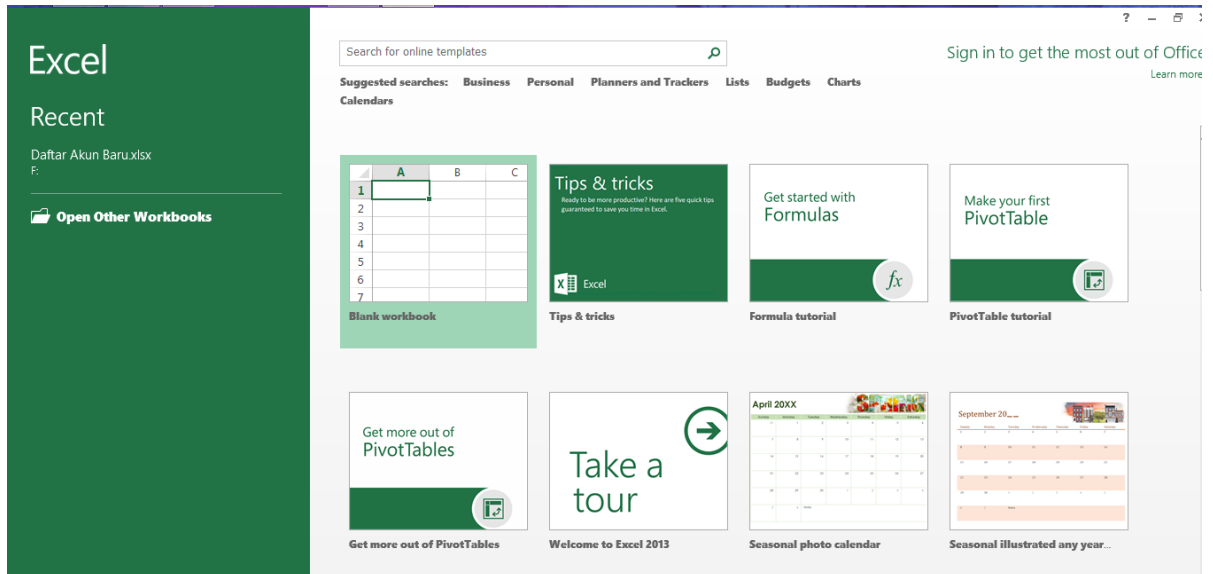 ?
Excel
Recent
Daftar Akun Baru.xlsx
F:
Open Other Workbooks
Search for online templates
Sign in to get the most out of Office
Learn more
Suggested searches: Business Personal Planners and Trackers Lists Budgets Charts
Calendars
A B C
1
2
3
4
5
6
7
Blank workbook
Tips & tricks
Ready to be more productive? Here are five quick tips
guaranteed to save you time in Excel.
X Excel
Tips & tricks
Get started with
Formulas
fx
Formula tutorial
Make your first
PivotTable
PivotTable tutorial
Get more out of
PivotTables
Get more out of PivotTables
Take a
tour
Welcome to Excel 2013
April 20XX
Seasonal photo calendar
September 20__
Seasonal illustrated any year...